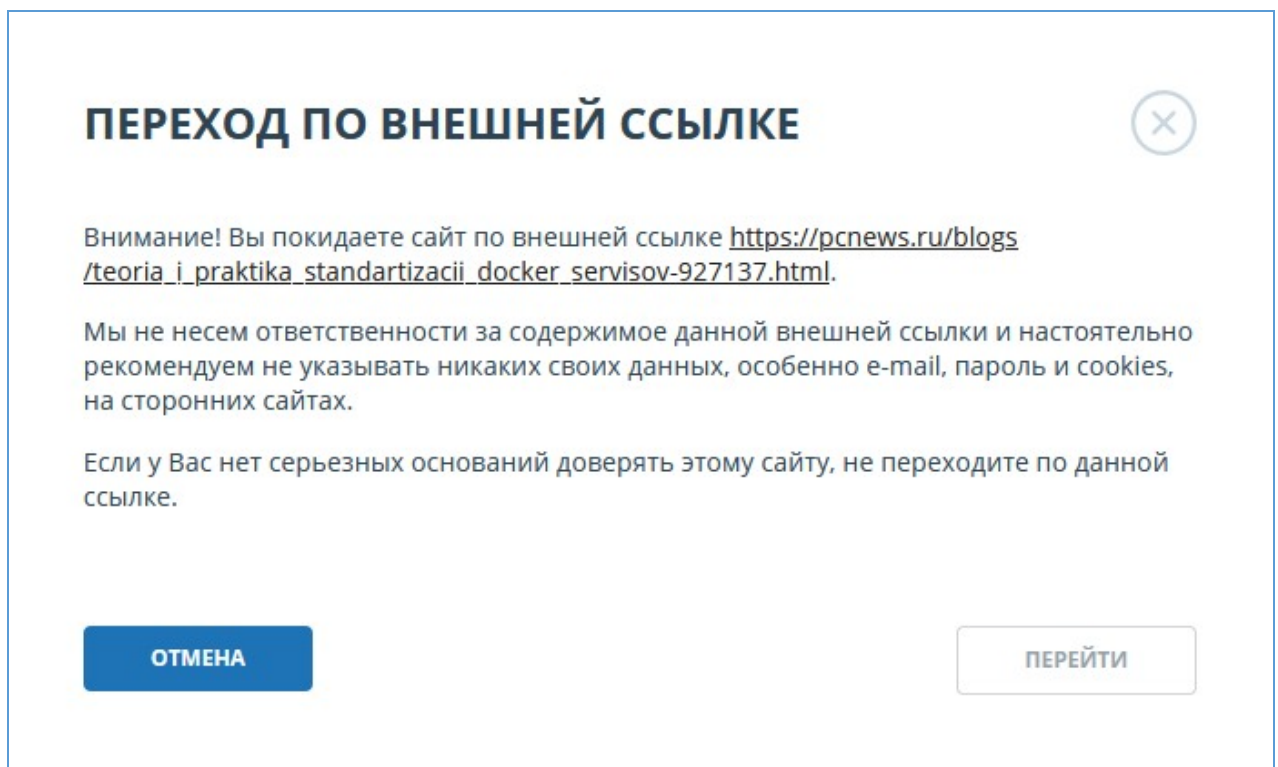 ПЕРЕХОД ПО ВНЕШНЕЙ ССЫЛКЕ
Внимание! Вы покидаете сайт по внешней ссылке https://pcnews.ru/blogs
/teoria_i_praktika_standartizacii_docker_servisov-927137.html.
Мы не несем ответственности за содержимое данной внешней ссылки и настоятельно
рекомендуем не указывать никаких своих данных, особенно e-mail, пароль и cookies,
на сторонних сайтах.
Если у Вас нет серьезных оснований доверять этому сайту, не переходите по данной
ссылке.
ОТМЕНА
ПЕРЕЙТИ